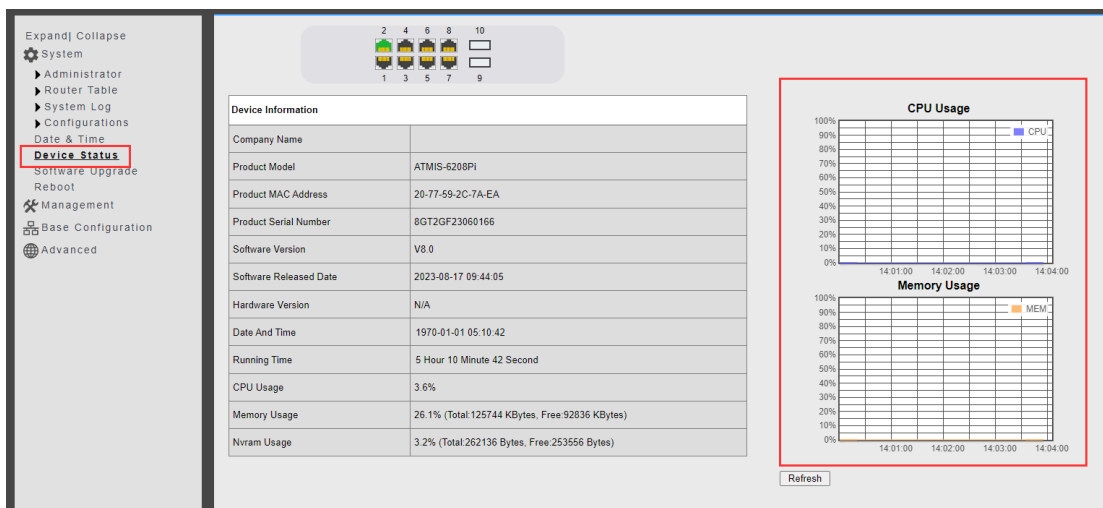 Expand| Collapse
System
Administrator
Router Table
System Log
Configurations
Date & Time
Device Status
Software Upgrade
Reboot
Management
Base Configuration
Advanced
2 4 6 8 10
1 3 5 7 9
Device Information
Company Name
Product Model ATMIS-6208Pi
Product MAC Address 20-77-59-2C-7A-EA
Product Serial Number 8GT2GF23060166
Software Version V8.0
Software Released Date 2023-08-17 09:44:05
Hardware Version N/A
Date And Time 1970-01-01 05:10:42
Running Time 5 Hour 10 Minute 42 Second
CPU Usage 3.6%
Memory Usage 26.1% (Total:125744 KBytes, Free:92836 KBytes)
Nvram Usage 3.2% (Total:262136 Bytes, Free:253556 Bytes)
CPU Usage
100%
CPU
90%
80%
70%
60%
50%
40%
30%
20%
10%
0%
14:01:00 14:02:00 14:03:00 14:04:00
Memory Usage
100%
MEM
90%
80%
70%
60%
50%
40%
30%
20%
10%
0%
14:01:00 14:02:00 14:03:00 14:04:00
Refresh